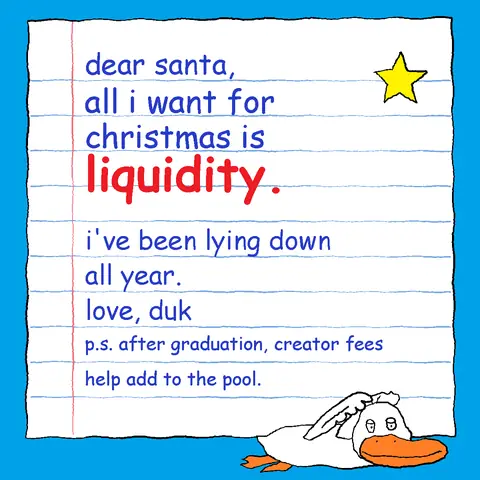 dear santa,
all i want for
christmas is
liquidity.
i've been lying down
all year.
love, duk
p.s. after graduation, creator fees
help add to the pool.